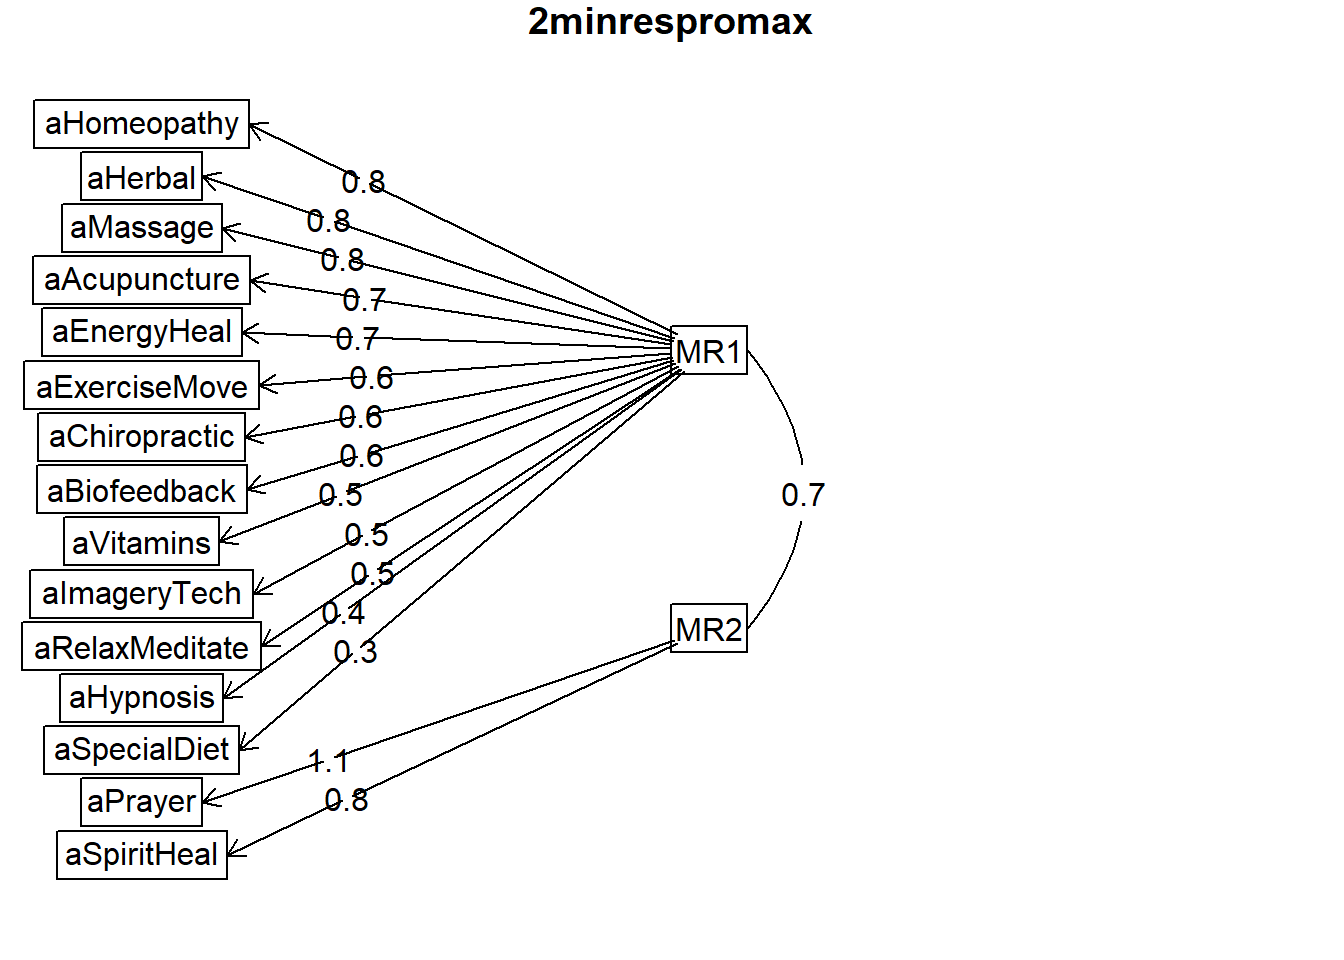 2minrespromax
aHomeopathy
0.8
aHerbal
0.8
aMassage
0.8
aAcupuncture
0.7
aEnergyHeal
0.7
MR1
aExerciseMove
0.6
aChiropractic
0.6
aBiofeedback
0.6
aVitamins
0.5
0.7
aImageryTech
0.5
aRelaxMeditate
0.5
aHypnosis
0.4
MR2
aSpecialDiet
0.3
aPrayer
1.1
aSpiritHeal
0.8